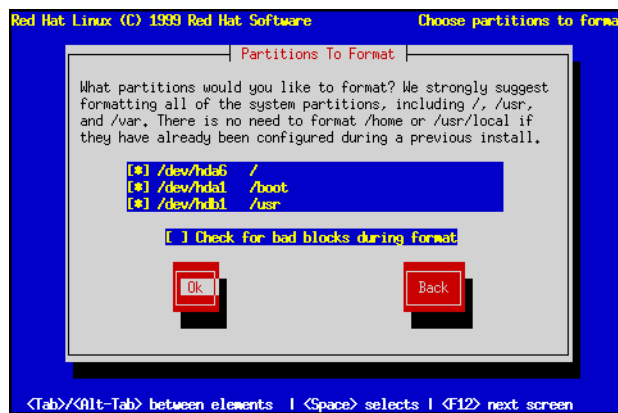 Red Hat Linux (C) 1999 Red Hat Software Choose partitions to forma
Partitions To Format
What partitions would you like to format? We strongly suggest
formatting all of the system partitions, including /, /usr,
and /var. There is no need to format /home or /usr/local if
they have already been configured during a previous install.
[*] /dev/hda6 /
[*] /dev/hda1 /boot
[*] /dev/hdb1 /usr
[ ] Check for bad blocks during format
Ok Back
<Tab>/<Alt-Tab> between elements | <Space> selects | <F12> next screen